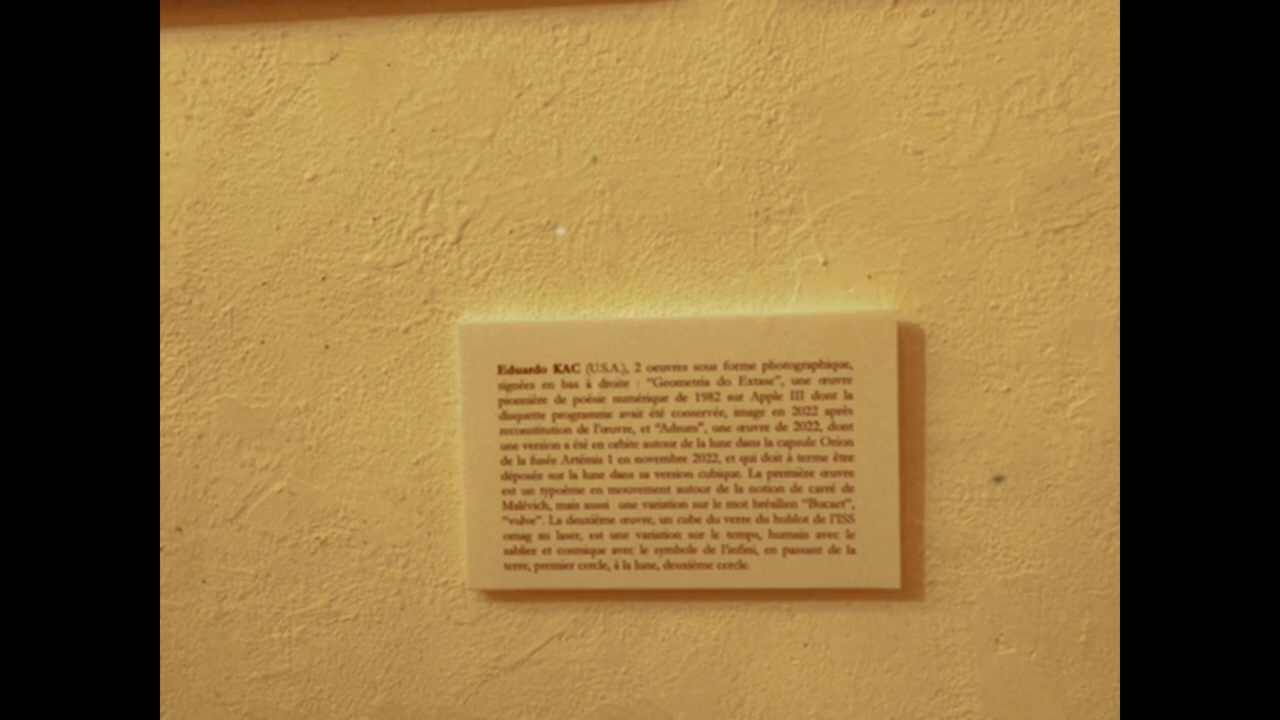 Eduardo KAC (U.S.A.), 2 oeuvres sous forme photographique,
signées en bas à droite : "Geometria do Extase", une œuvre
pionnière de poésie numérique de 1982 sur Apple III dont la
disquette programme avait été conservée, image en 2022 après
reconstitution de l'œuvre, et "Adsum", une œuvre de 2022, dont
une version a été en orbite autour de la lune dans la capsule Orion
de la fusée Artémis 1 en novembre 2022, et qui doit à terme être
déposée sur la lune dans sa version cubique. La première œuvre
est un typoème en mouvement autour de la notion de carré de
Malévich, mais aussi une variation sur le mot brésilien
"vulve". La deuxième œuvre, un cube du verre du hublot de l'ISS
au laser, est une variation sur le temps, humain avec le
sablier et cosmique avec le symbole de l'infini, en passant de la
terre, premier cercle, à la lune, deuxième cercle.